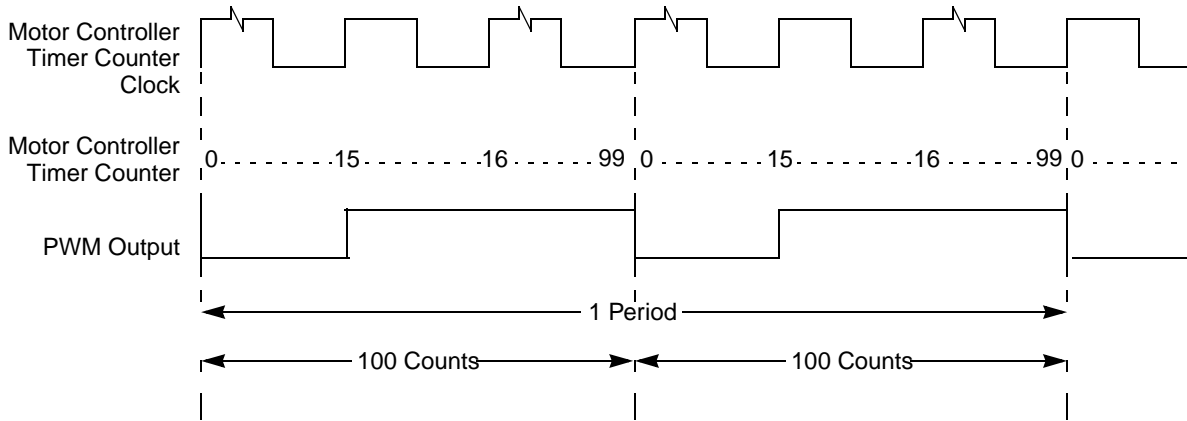 Motor Controller
Timer Counter
Clock
Motor Controller
Timer Counter
0 15 16 99 0 15 16 99 0
PWM Output
1 Period
100 Counts 100 Counts